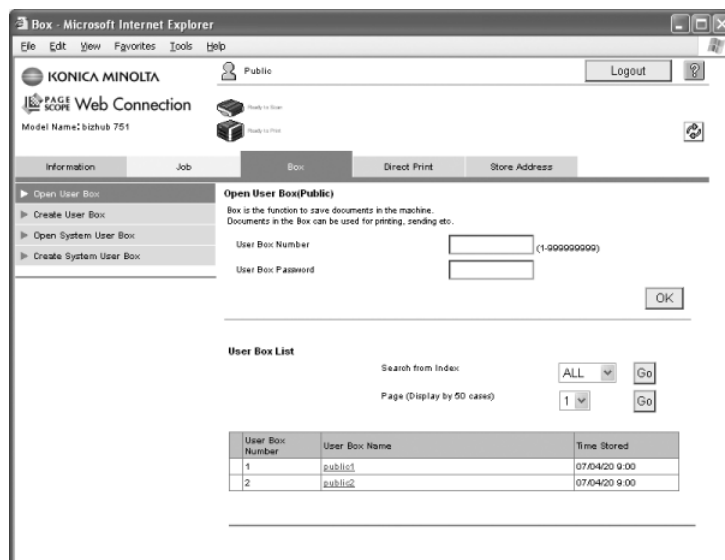 Box - Microsoft Internet Explorer
File Edit View Favorites Tools Help
KONICA MINOLTA
Public
Logout
?
PAGE SCOPE Web Connection
Ready to Scan
Model Name:bizhub 751
Ready to Print
Information Job Box Direct Print Store Address
Open User Box
Create User Box
Open System User Box
Create System User Box
Open User Box(Public)
Box is the function to save documents in the machine.
Documents in the Box can be used for printing, sending etc.
User Box Number (1-999999999)
User Box Password
OK
User Box List
Search from Index ALL Go
Page (Display by 50 cases) 1 Go
User Box Number User Box Name Time Stored
1 public1 07/04/20 9:00
2 public2 07/04/20 9:00